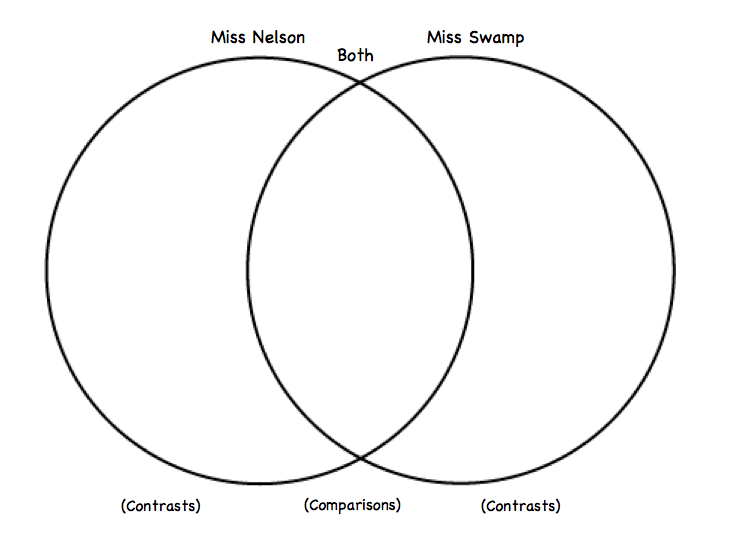 Miss Nelson
Both
Miss Swamp
(Contrasts)
(Comparisons)
(Contrasts)